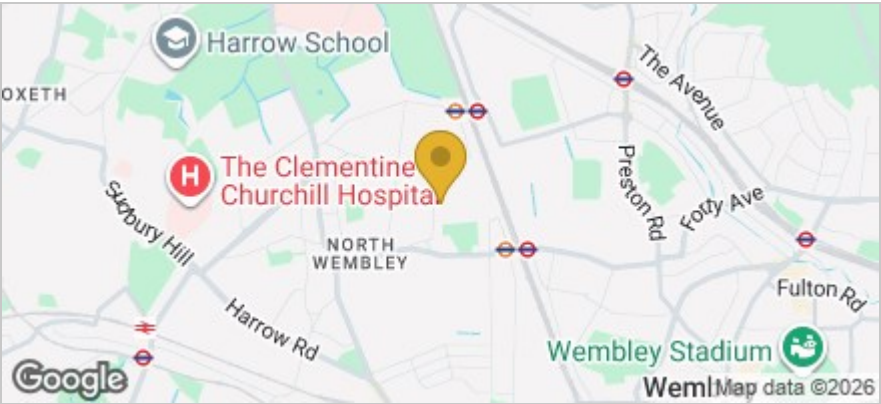 Harrow School
The Avenue
OXETH
The Clementine
Churchill Hospital
Preston Rd
Forty Ave
Sudbury Hill
NORTH
WEMBLEY
Fulton Rd
Harrow Rd
Wembley Stadium
Google
Map data ©2026